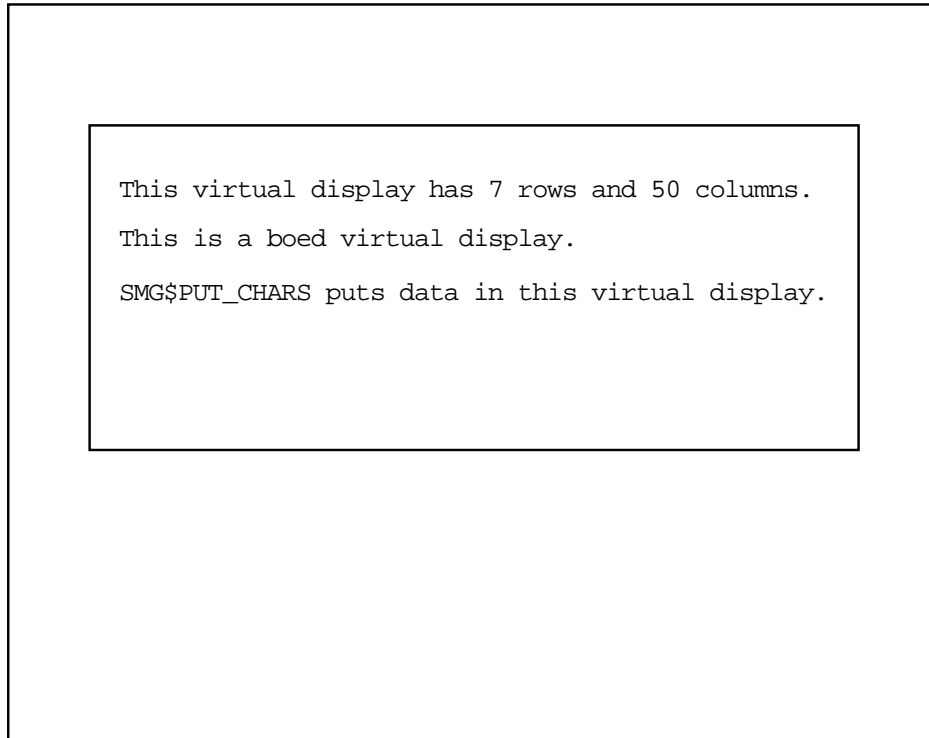 This virtual display has 7 rows and 50 columns.
This is a boed virtual display.
SMG$PUT_CHARS puts data in this virtual display.